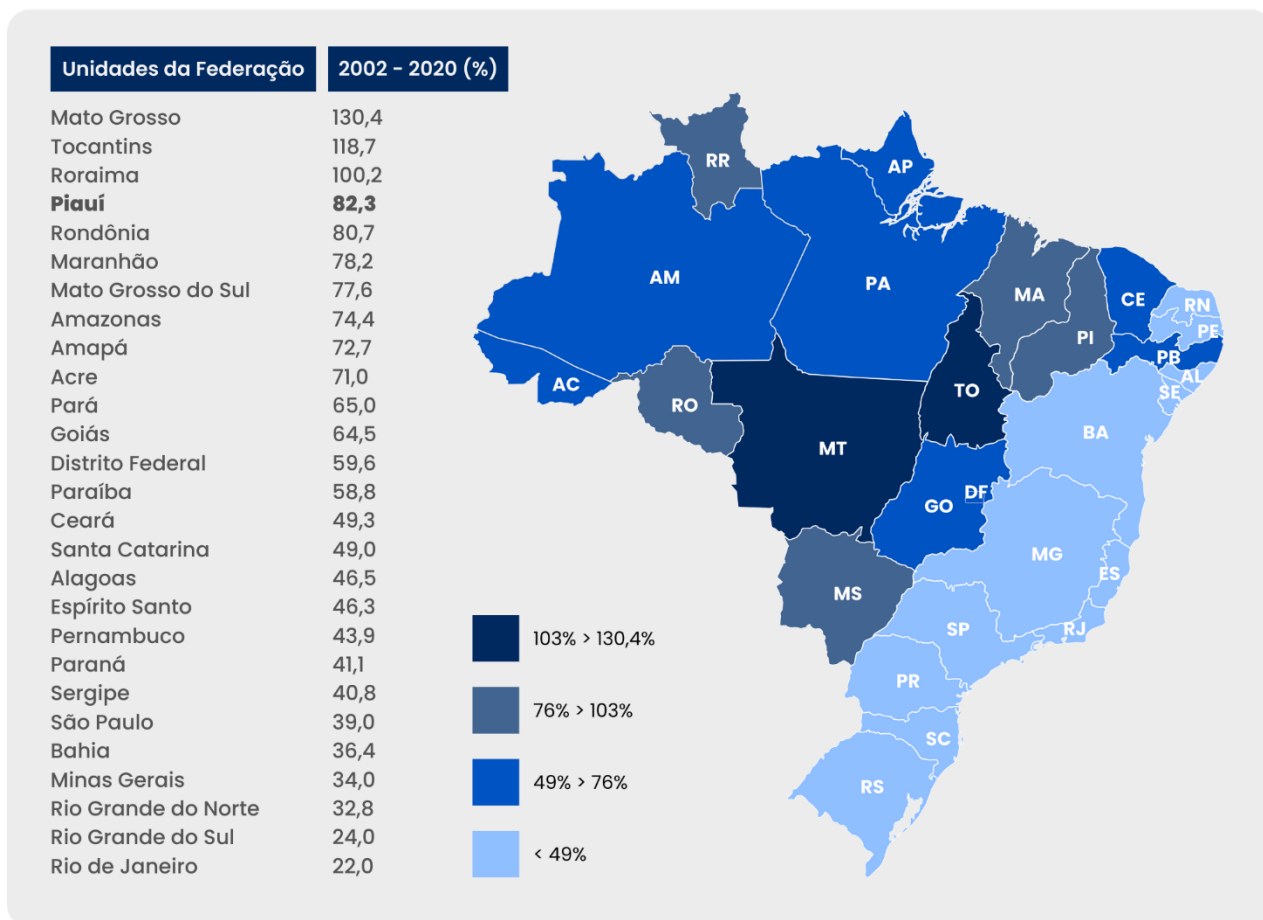 Unidades da Federação 2002 - 2020 (%)
Mato Grosso 130,4
Tocantins 118,7
Roraima 100,2
Piauí 82,3
Rondônia 80,7
Maranhão 78,2
Mato Grosso do Sul 77,6
Amazonas 74,4
Amapá 72,7
Acre 71,0
Pará 65,0
Goiás 64,5
Distrito Federal 59,6
Paraíba 58,8
Ceará 49,3
Santa Catarina 49,0
Alagoas 46,5
Espírito Santo 46,3
Pernambuco 43,9
Paraná 41,1
Sergipe 40,8
São Paulo 39,0
Bahia 36,4
Minas Gerais 34,0
Rio Grande do Norte 32,8
Rio Grande do Sul 24,0
Rio de Janeiro 22,0
103% > 130,4%
76% > 103%
49% > 76%
< 49%
RR
AP
AM
PA
MA
CE
RN
PE
PI
PB
AL
SE
AC
RO
TO
BA
MT
DF
GO
MG
ES
MS
SP
RJ
PR
SC
RS